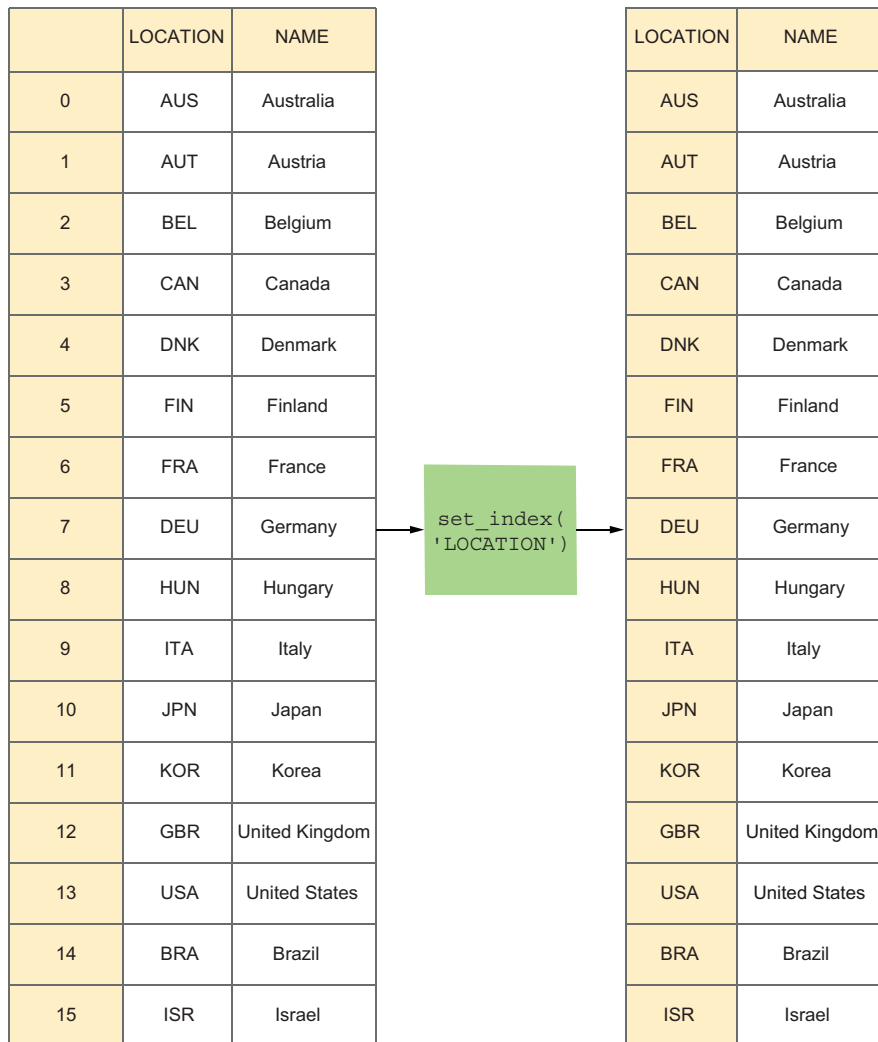 LOCATION NAME
0 AUS Australia
1 AUT Austria
2 BEL Belgium
3 CAN Canada
4 DNK Denmark
5 FIN Finland
6 FRA France
7 DEU Germany
8 HUN Hungary
9 ITA Italy
10 JPN Japan
11 KOR Korea
12 GBR United Kingdom
13 USA United States
14 BRA Brazil
15 ISR Israel
set_index(
'LOCATION')
LOCATION NAME
AUS Australia
AUT Austria
BEL Belgium
CAN Canada
DNK Denmark
FIN Finland
FRA France
DEU Germany
HUN Hungary
ITA Italy
JPN Japan
KOR Korea
GBR United Kingdom
USA United States
BRA Brazil
ISR Israel